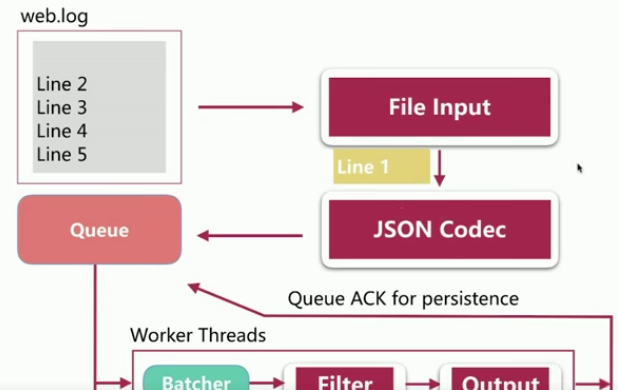 web.log
Line 2
Line 3
Line 4
Line 5
File Input
Line 1
JSON Codec
Queue
Queue ACK for persistence
Worker Threads
Batcher
Filter
Output